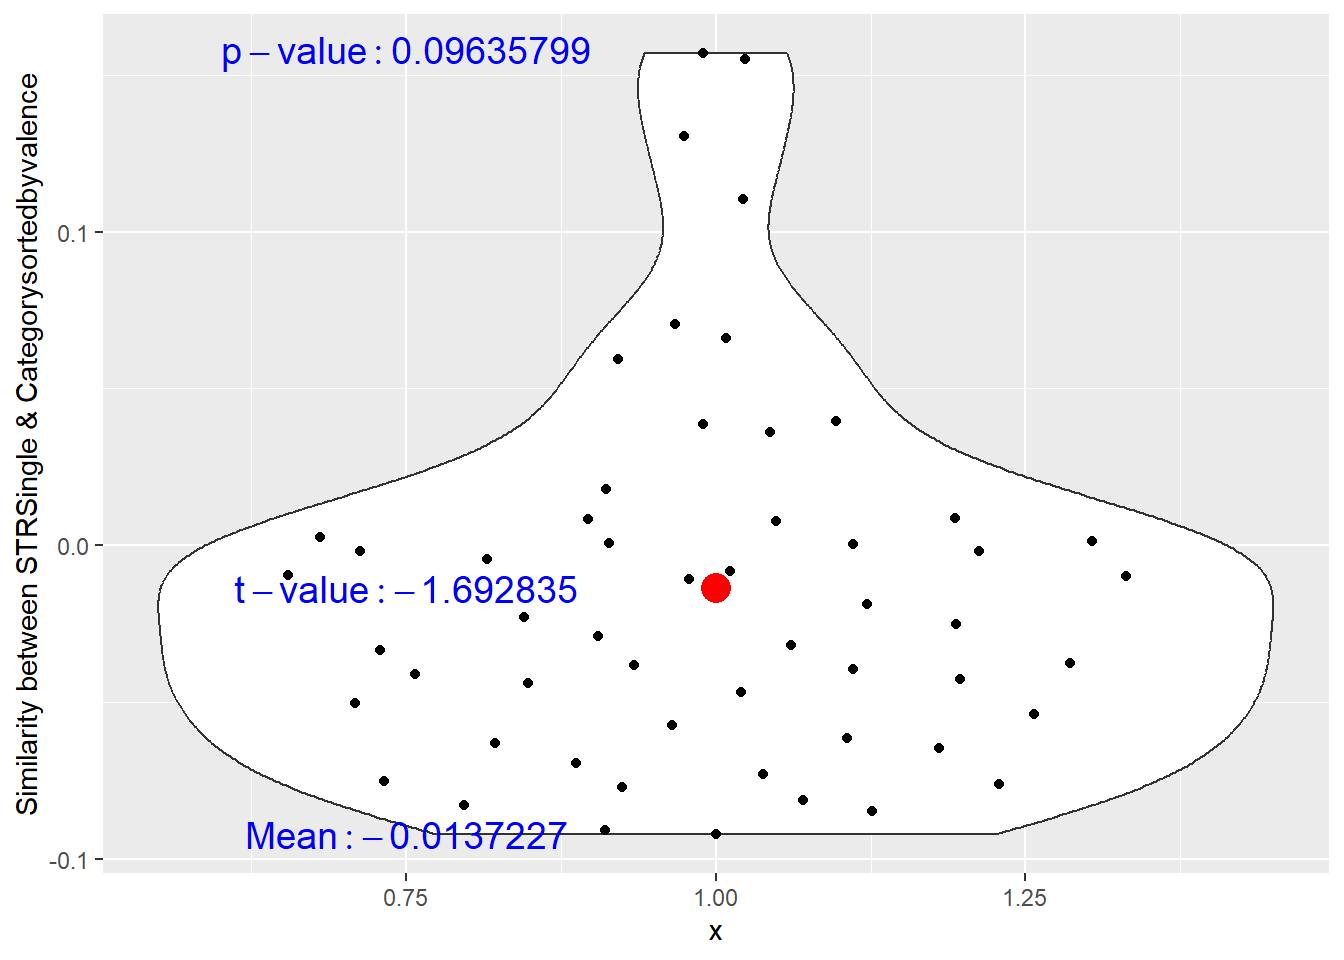 Similarity between STRSingle & Categorysortedbyvalence
p − value : 0.09635799
0.1
0.0
t − value : − 1.692835
Mean : − 0.0137227
-0.1
0.75 1.00 1.25
x